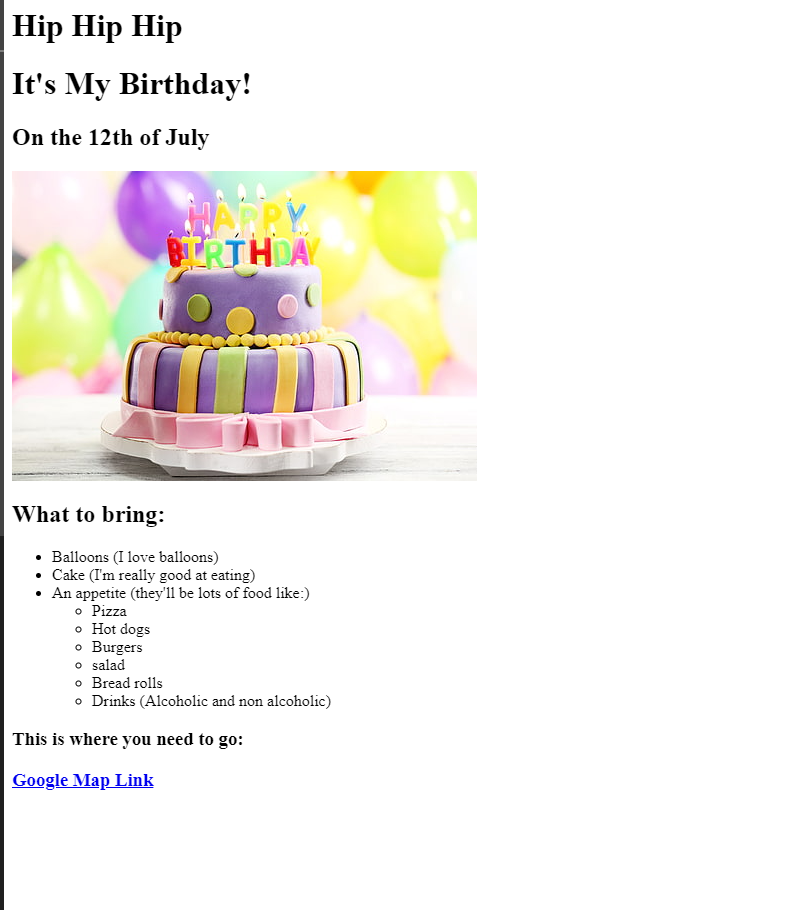 Hip Hip Hip
It's My Birthday!
On the 12th of July
HAPPY
BIRTHDAY
What to bring:
Balloons (I love balloons)
Cake (I'm really good at eating)
An appetite (they'll be lots of food like:)
Pizza
Hot dogs
Burgers
salad
Bread rolls
Drinks (Alcoholic and non alcoholic)
This is where you need to go:
Google Map Link